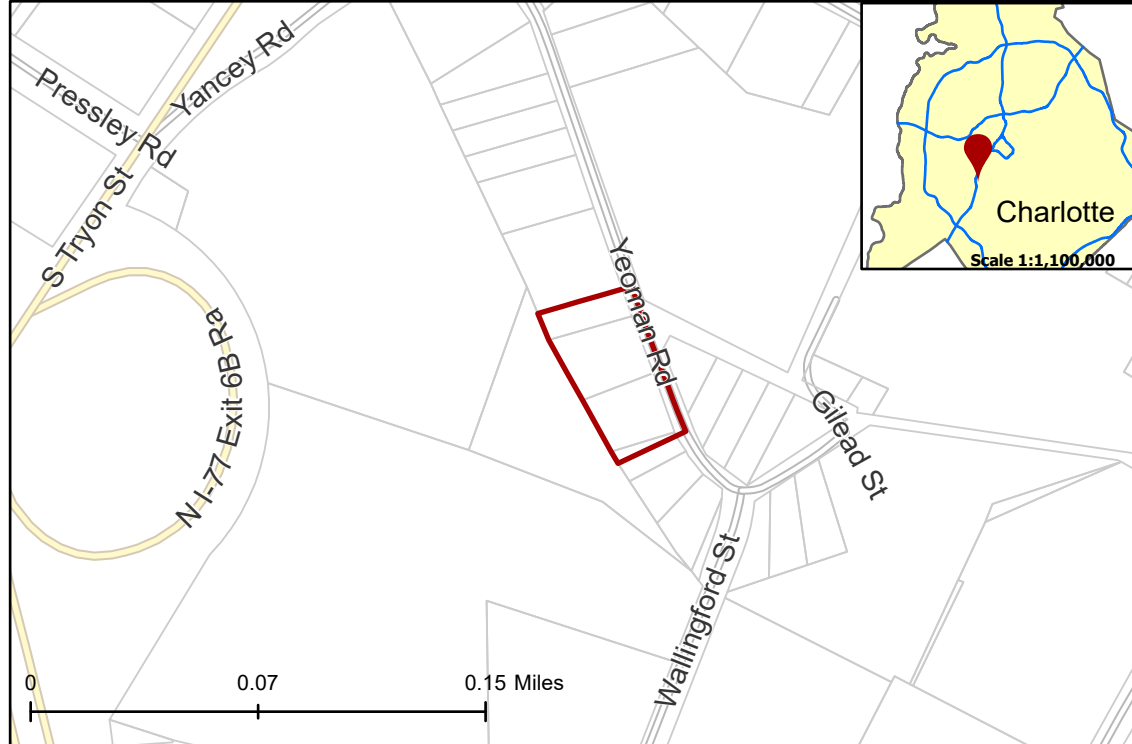 Pressley Rd
Yancey Rd
S Tryon St
Charlotte
Scale 1:1,100,000
Yeoman Rd
N I-77 Exit 6B Ra
Gilead St
Wallingford St
0 0.07 0.15 Miles